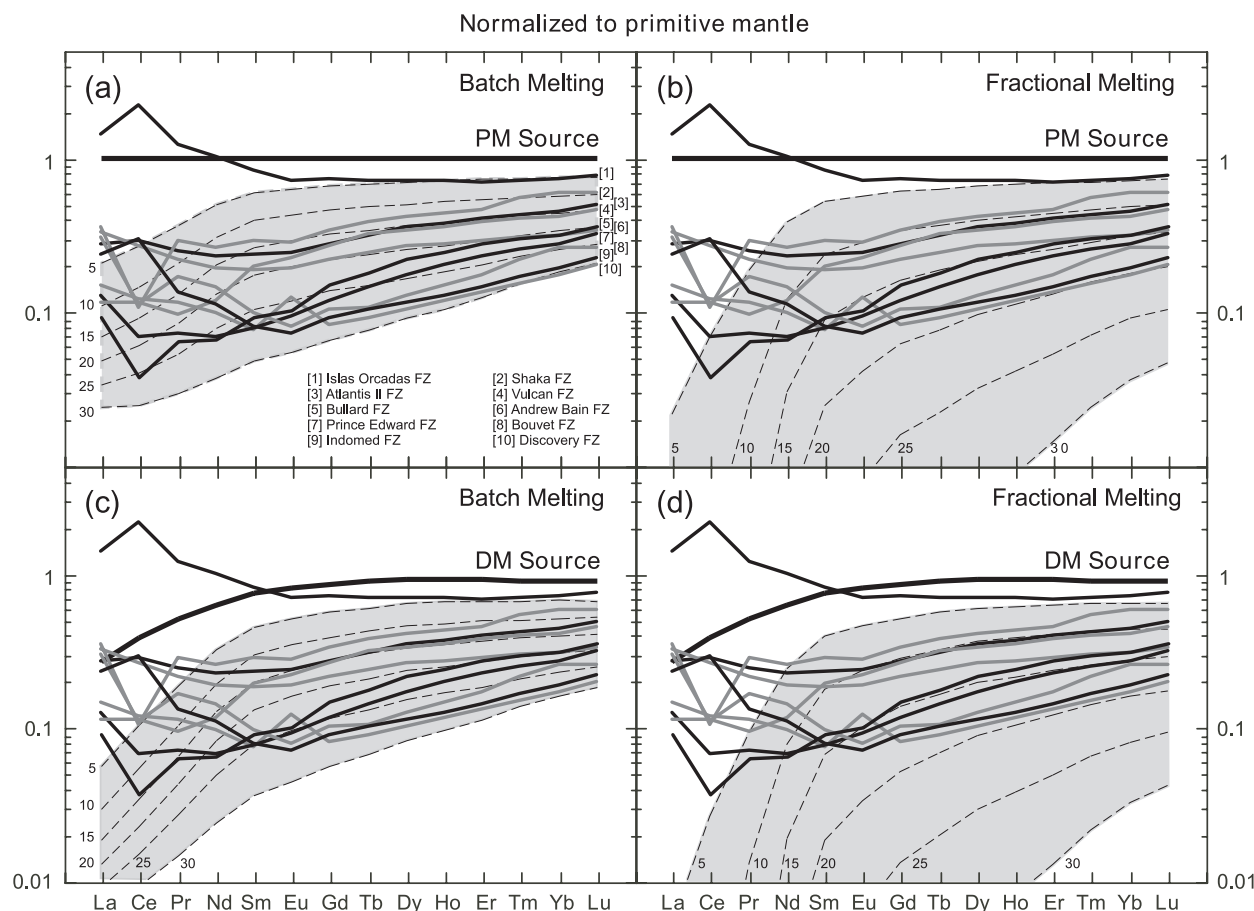 Normalized to primitive mantle
(a) Batch Melting
PM Source
1
0.1
5
10
15
20
25
30
[1]
[2]
[3]
[4]
[5]
[6]
[7]
[8]
[9]
[10]
[1] Islas Orcadas FZ [2] Shaka FZ
[3] Atlantis II FZ [4] Vulcan FZ
[5] Bullard FZ [6] Andrew Bain FZ
[7] Prince Edward FZ [8] Bouvet FZ
[9] Indomed FZ [10] Discovery FZ
(b) Fractional Melting
PM Source
1
0.1
5 10 15 20 25 30
(c) Batch Melting
DM Source
1
0.1
0.01
5
10
15
20 25 30
La Ce Pr Nd Sm Eu Gd Tb Dy Ho Er Tm Yb Lu
(d) Fractional Melting
DM Source
1
0.1
0.01
5 10 15 20 25 30
La Ce Pr Nd Sm Eu Gd Tb Dy Ho Er Tm Yb Lu